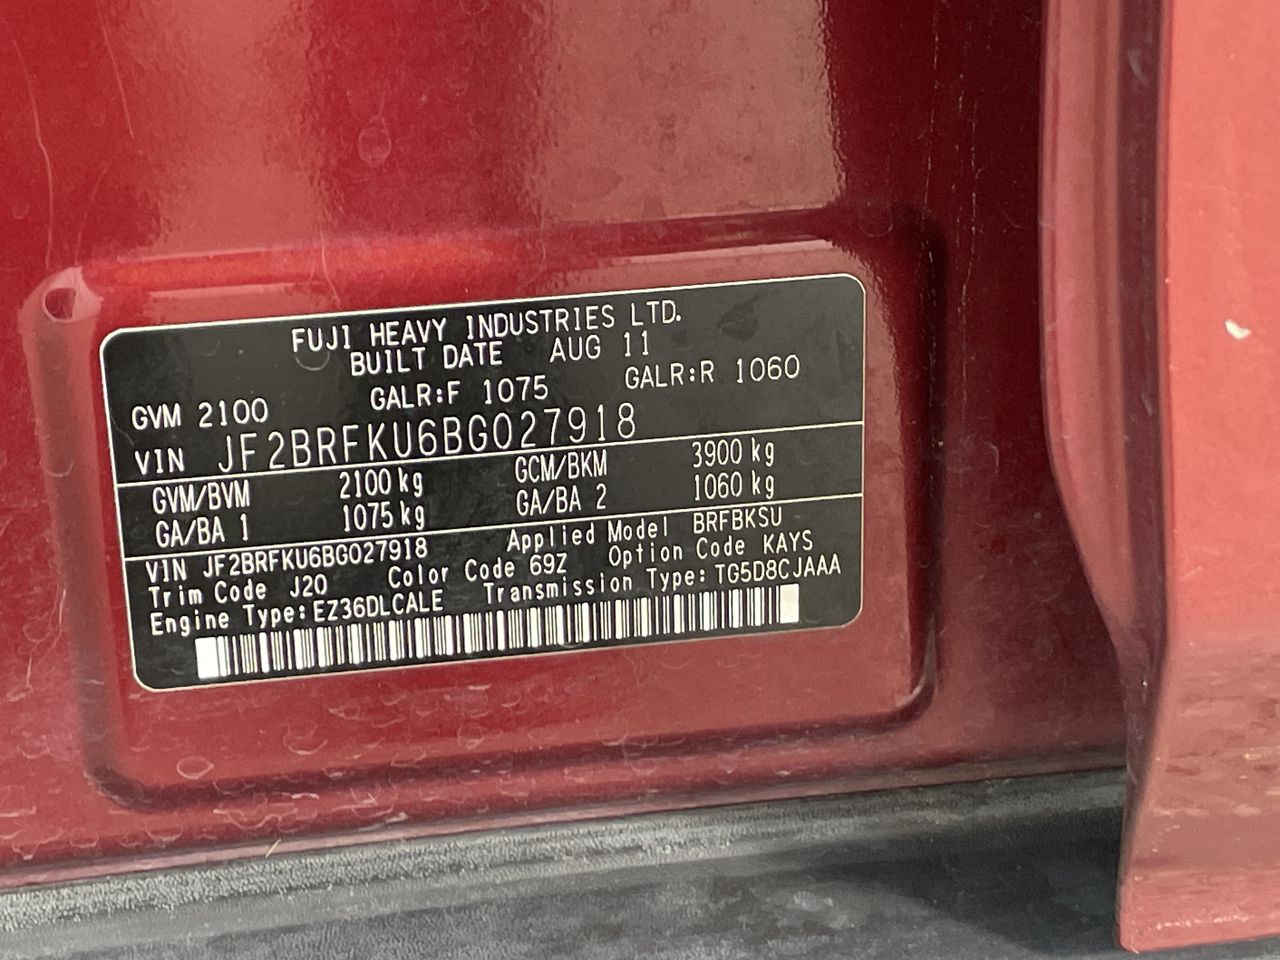 FUJI HEAVY INDUSTRIES LTD.
BUILT DATE AUG 11
GVM 2100 GALR:F 1075 GALR:R 1060
VIN JF2BRFKU6BG027918
GVM/BVM 2100 kg GCM/BKM 3900 kg
GA/BA 1 1075 kg GA/BA 2 1060 kg
VIN JF2BRFKU6BG027918 Applied Model BRFBKSU
Trim Code J20 Color Code 69Z Option Code KAYS
Engine Type: EZ36DLCALE Transmission Type: TG5D8CJAAA